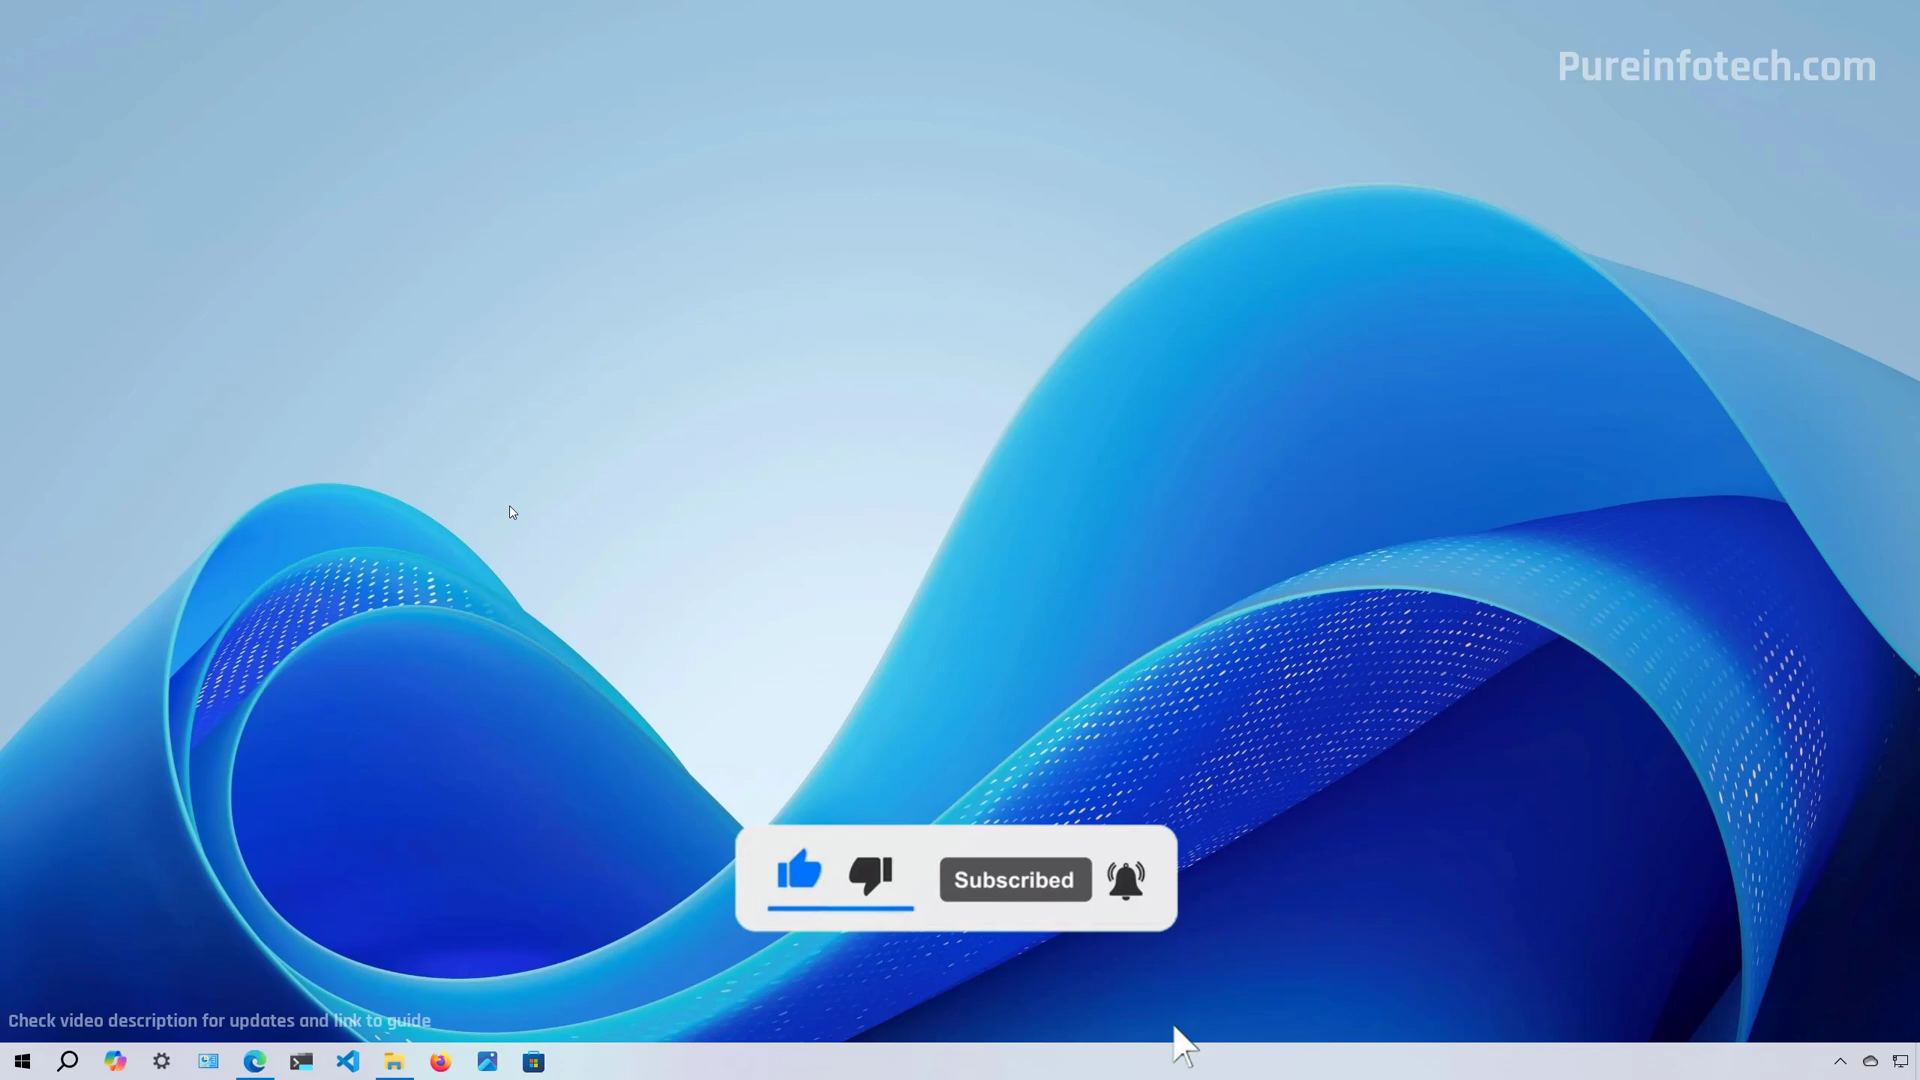 Pureinfotech.com
Subscribed
Check video description for updates and link to guide